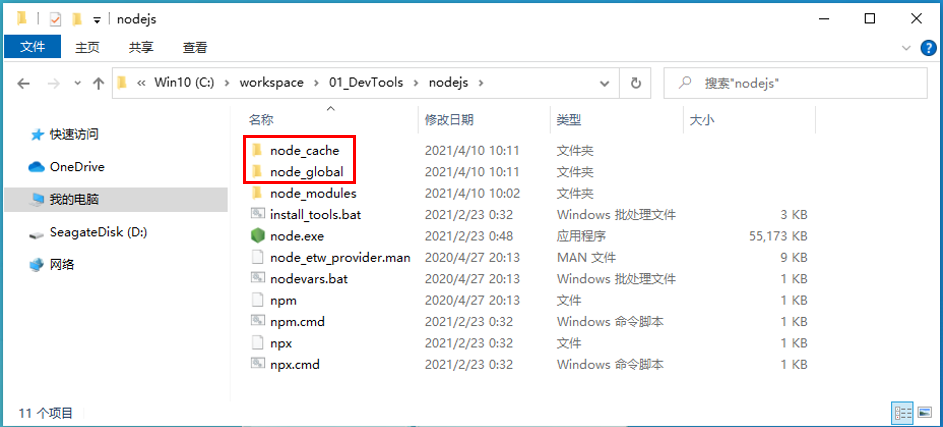 nodejs
文件 主页 共享 查看
« Win10 (C:) › workspace › 01_DevTools › nodejs › 搜索"nodejs"
名称 修改日期 类型 大小
快速访问
OneDrive
我的电脑
SeagateDisk (D:)
网络
node_cache 2021/4/10 10:11 文件夹
node_global 2021/4/10 10:11 文件夹
node_modules 2021/4/10 10:02 文件夹
install_tools.bat 2021/2/23 0:32 Windows 批处理文件 3 KB
node.exe 2021/2/23 0:48 应用程序 55,173 KB
node_etw_provider.man 2020/4/27 20:13 MAN 文件 9 KB
nodevars.bat 2020/4/27 20:13 Windows 批处理文件 1 KB
npm 2020/4/27 20:13 文件 1 KB
npm.cmd 2021/2/23 0:32 Windows 命令脚本 1 KB
npx 2021/2/23 0:32 文件 1 KB
npx.cmd 2021/2/23 0:32 Windows 命令脚本 1 KB
11 个项目